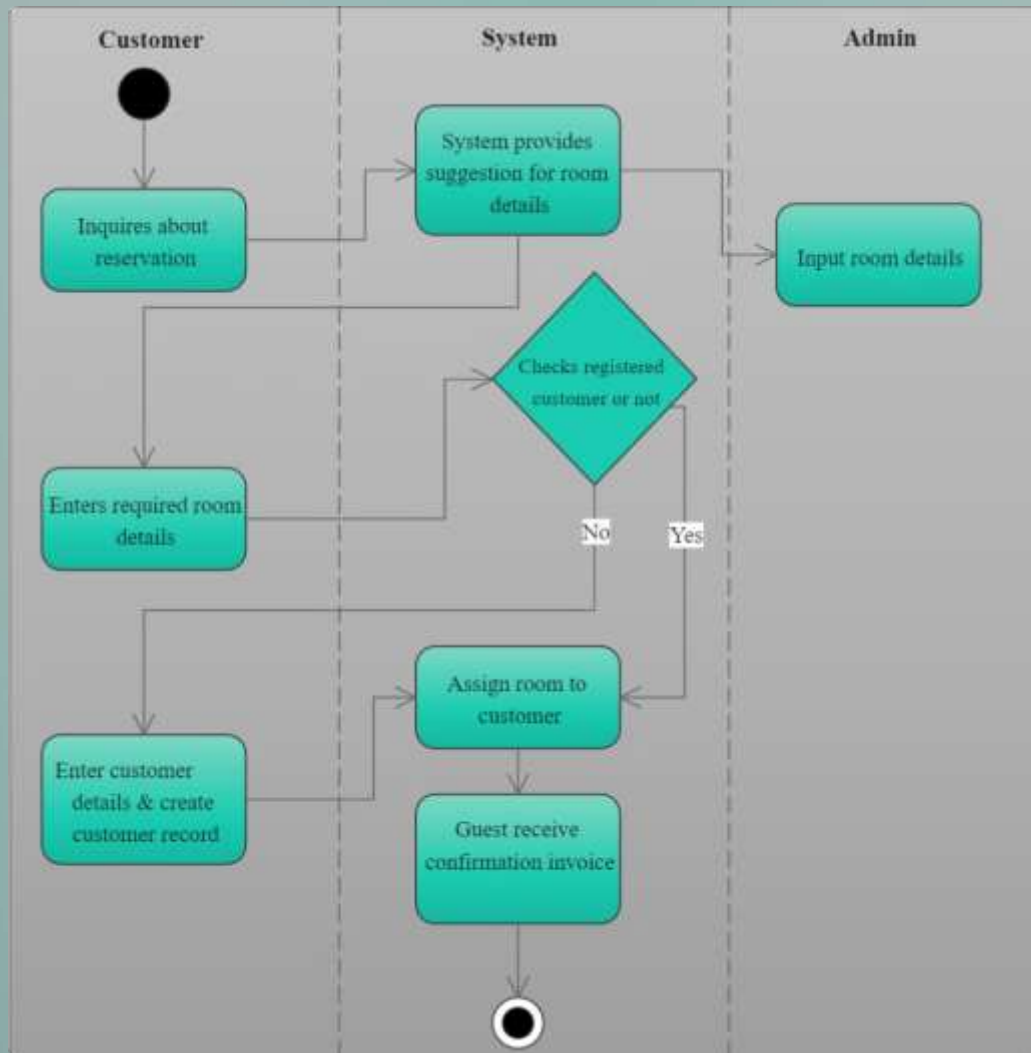 Customer
System
Admin
System provides
suggestion for room
details
Inquires about
reservation
Input room details
Checks registered
customer or not
Enters required room
details
No
Yes
Assign room to
customer
Enter customer
details & create
customer record
Guest receive
confirmation invoice